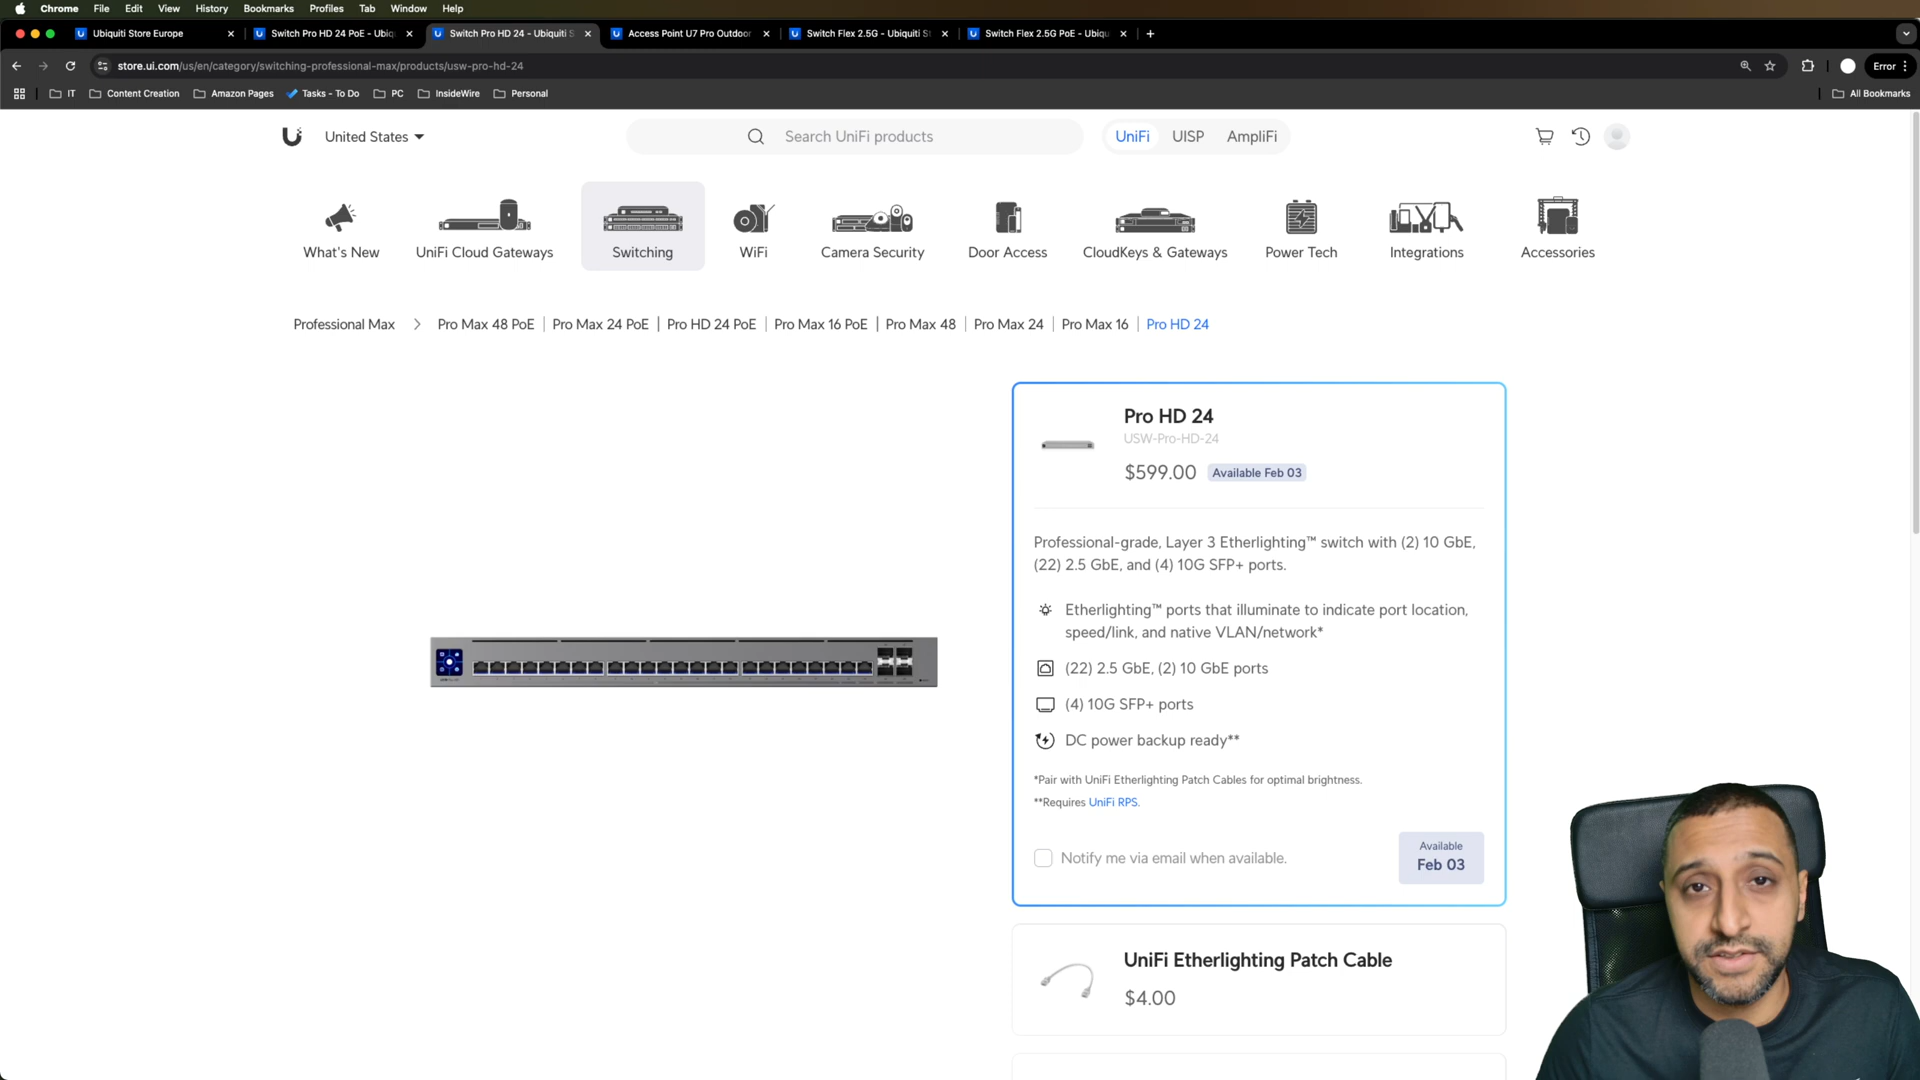 Chrome File Edit View History Bookmarks Profiles Tab Window Help
Ubiquiti Store Europe
Switch Pro HD 24 PoE - Ubiqu
Switch Pro HD 24 - Ubiquiti S
Access Point U7 Pro Outdoor
Switch Flex 2.5G - Ubiquiti St
Switch Flex 2.5G PoE - Ubiqu
store.ui.com/us/en/category/switching-professional-max/products/usw-pro-hd-24
Error
IT Content Creation Amazon Pages Tasks - To Do PC InsideWire Personal
All Bookmarks
United States
Search UniFi products
UniFi UISP AmpliFi
What's New UniFi Cloud Gateways Switching WiFi Camera Security Door Access CloudKeys & Gateways Power Tech Integrations Accessories
Professional Max Pro Max 48 PoE Pro Max 24 PoE Pro HD 24 PoE Pro Max 16 PoE Pro Max 48 Pro Max 24 Pro Max 16 Pro HD 24
Pro HD 24
USW-Pro-HD-24
$599.00 Available Feb 03
Professional-grade, Layer 3 Etherlighting™ switch with (2) 10 GbE,
(22) 2.5 GbE, and (4) 10G SFP+ ports.
Etherlighting™ ports that illuminate to indicate port location,
speed/link, and native VLAN/network*
(22) 2.5 GbE, (2) 10 GbE ports
(4) 10G SFP+ ports
DC power backup ready**
*Pair with UniFi Etherlighting Patch Cables for optimal brightness.
**Requires UniFi RPS.
Notify me via email when available.
Available
Feb 03
UniFi Etherlighting Patch Cable
$4.00